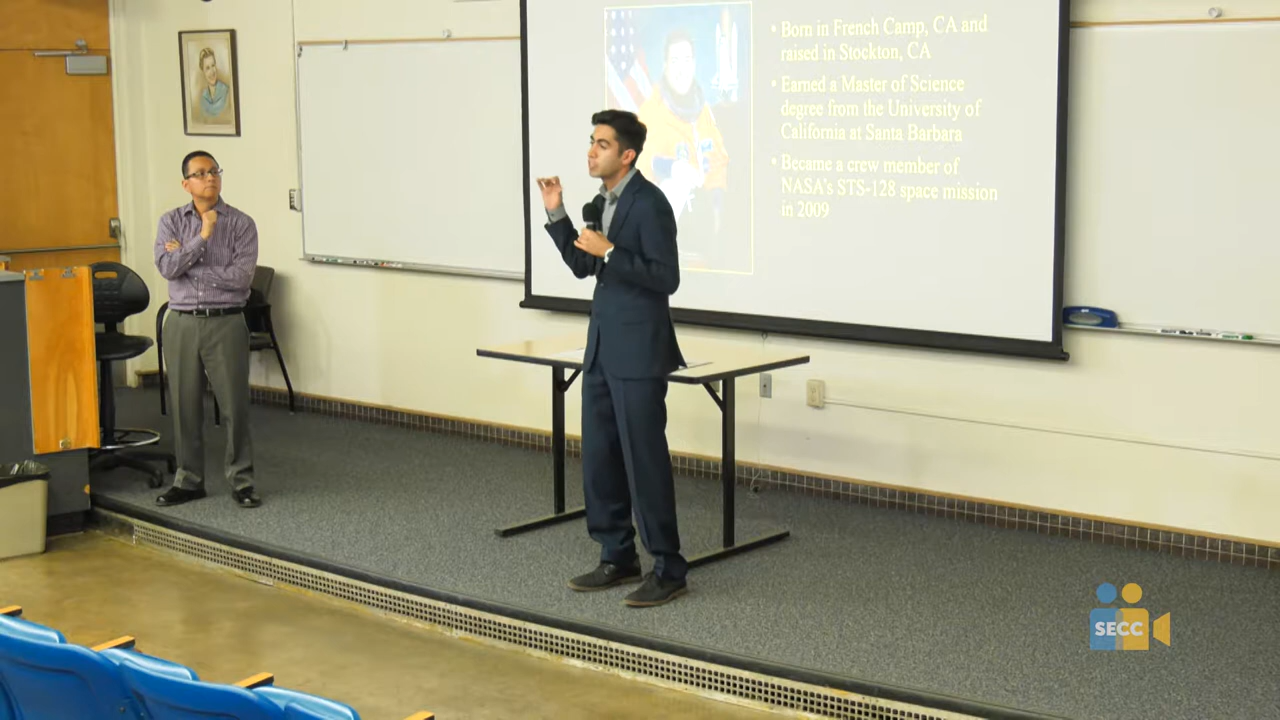 • Born in French Camp, CA and
raised in Stockton, CA
• Earned a Master of Science
degree from the University of
California at Santa Barbara
• Became a crew member of
NASA's STS-128 space mission
in 2009
SECC